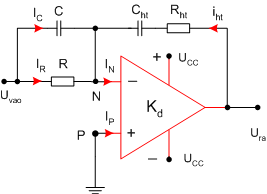 I_C C C_ht R_ht i_ht
+ U_CC
I_R R I_N −
U_vao N K_d U_ra
P I_P +
− U_CC